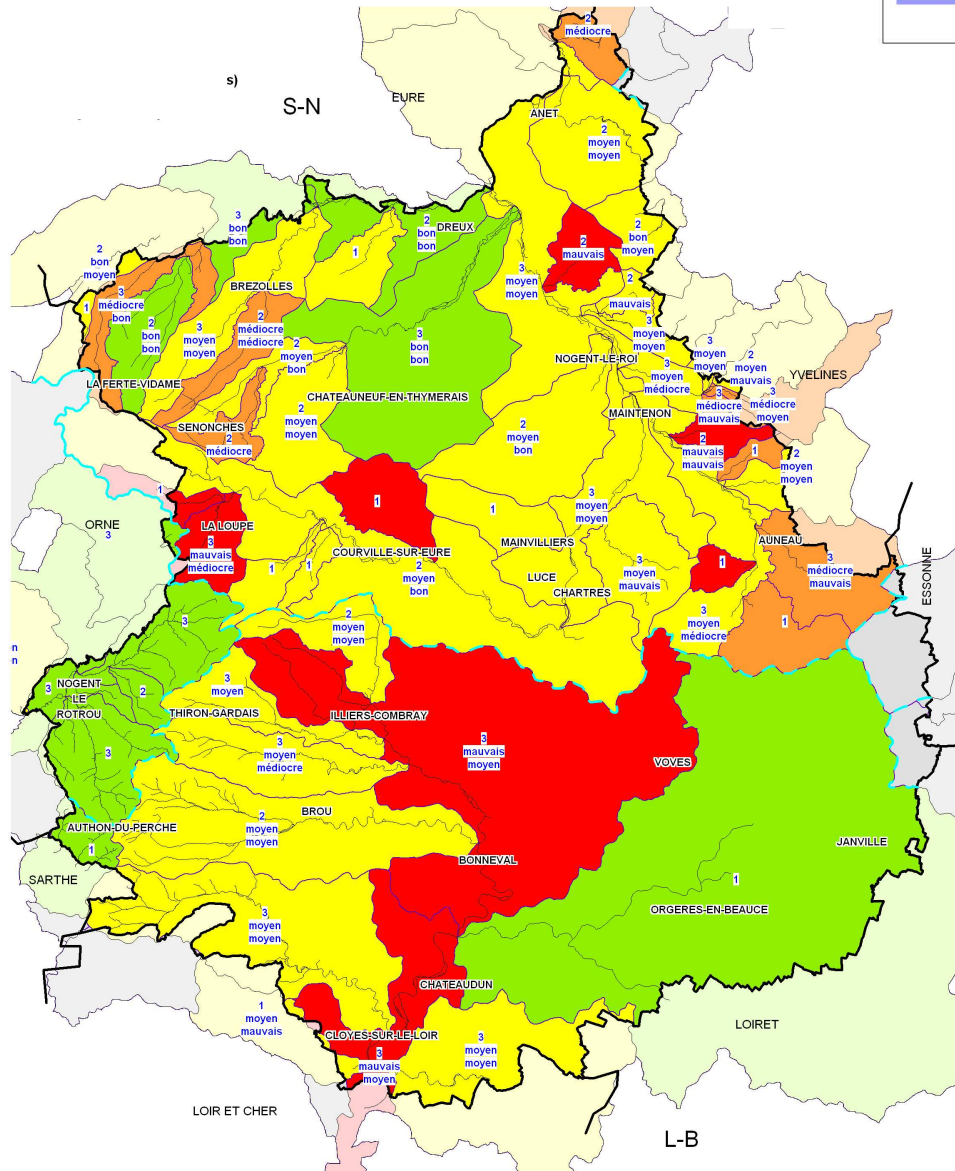 2
médiocre
s)
S-N
EURE
ANET
2
moyen
moyen
3
bon
bon
2
bon
bon
DREUX
2
bon
moyen
2
mauvais
2
bon
moyen
1
3
moyen
moyen
2
mauvais
BREZOLLES
3
médiocre
bon
1
2
bon
bon
3
moyen
moyen
2
médiocre
médiocre
2
moyen
bon
3
bon
bon
3
moyen
moyen
NOGENT-LE-ROI
3
moyen
moyen
2
moyen
mauvais
YVELINES
3
moyen
médiocre
LA FERTE-VIDAME
CHATEAUNEUF-EN-THYMERAIS
3
médiocre
mauvais
3
médiocre
moyen
2
moyen
moyen
MAINTENON
SENONCHES
2
médiocre
2
moyen
bon
2
mauvais
mauvais
1
2
moyen
moyen
1
1
1
3
moyen
moyen
ORNE
3
LA LOUPE
3
mauvais
médiocre
MAINVILLIERS
AUNEAU
COURVILLE-SUR-EURE
1
1
2
moyen
bon
LUCE
CHARTRES
3
moyen
mauvais
1
3
médiocre
mauvais
ESSONNE
2
moyen
moyen
3
moyen
médiocre
1
3
3
NOGENT
LE
ROTROU
2
3
moyen
THIRON-GARDAIS
ILLIERS-COMBRAY
3
3
moyen
médiocre
3
mauvais
moyen
VOVES
BROU
2
moyen
moyen
AUTHON-DU-PERCHE
1
JANVILLE
BONNEVAL
SARTHE
1
ORGERES-EN-BEAUCE
3
moyen
moyen
CHATEAUDUN
1
moyen
mauvais
CLOYES-SUR-LE-LOIR
3
mauvais
moyen
3
moyen
moyen
LOIRET
LOIR ET CHER
L-B